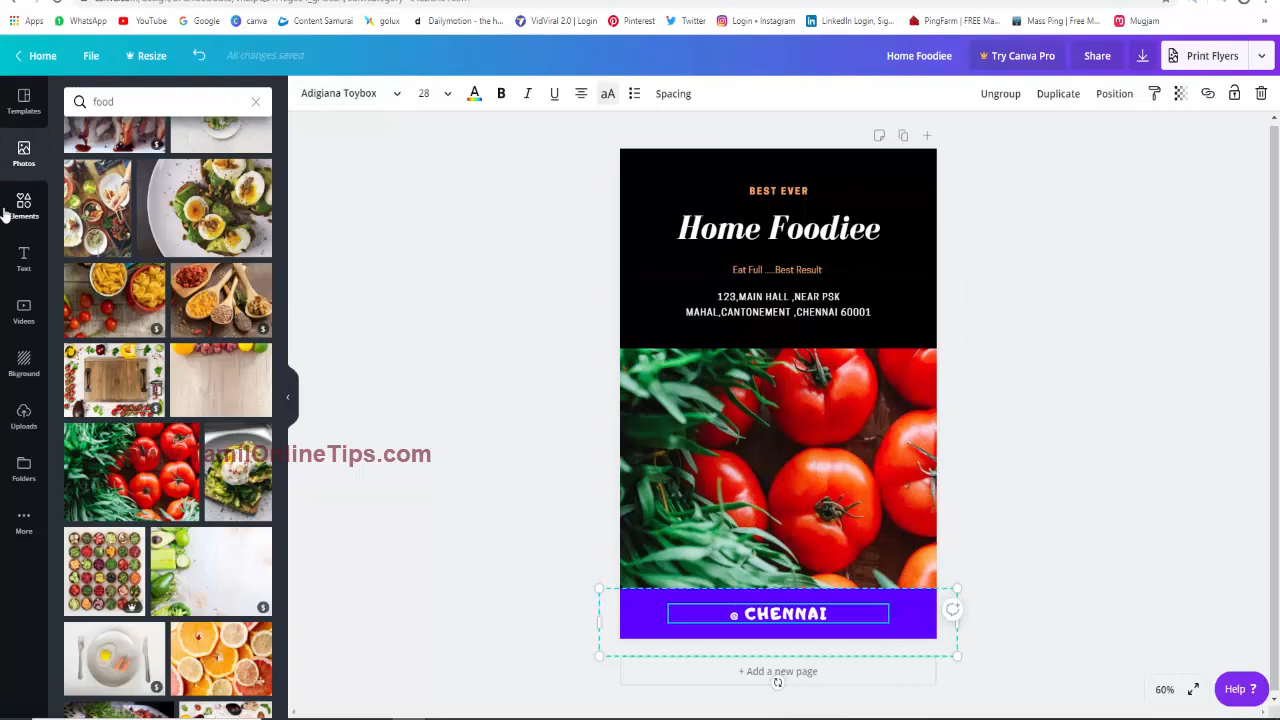 WhatsApp YouTube Google canva Content Samurai golux Dailymotion - the h... VidViral 2.0 | Login Pinterest Twitter Login • Instagram LinkedIn Login, Sig... PingFarm | FREE Ma... Mass Ping | FREE M... Mugjam »
Home File Resize All changes saved Home Foodiee Try Canva Pro Share Print Flyers
Adigiana Toybox 28 A B I U aA Spacing Ungroup Duplicate Position
food
Templates
Photos
Elements
Text
Videos
Bkground
Uploads
Folders
More
www.TamilOnlineTips.com
BEST EVER
Home Foodiee
Eat Full .....Best Result
123,MAIN HALL ,NEAR PSK
MAHAL,CANTONEMENT ,CHENNAI 60001
@ CHENNAI
+ Add a new page
60% Help ?